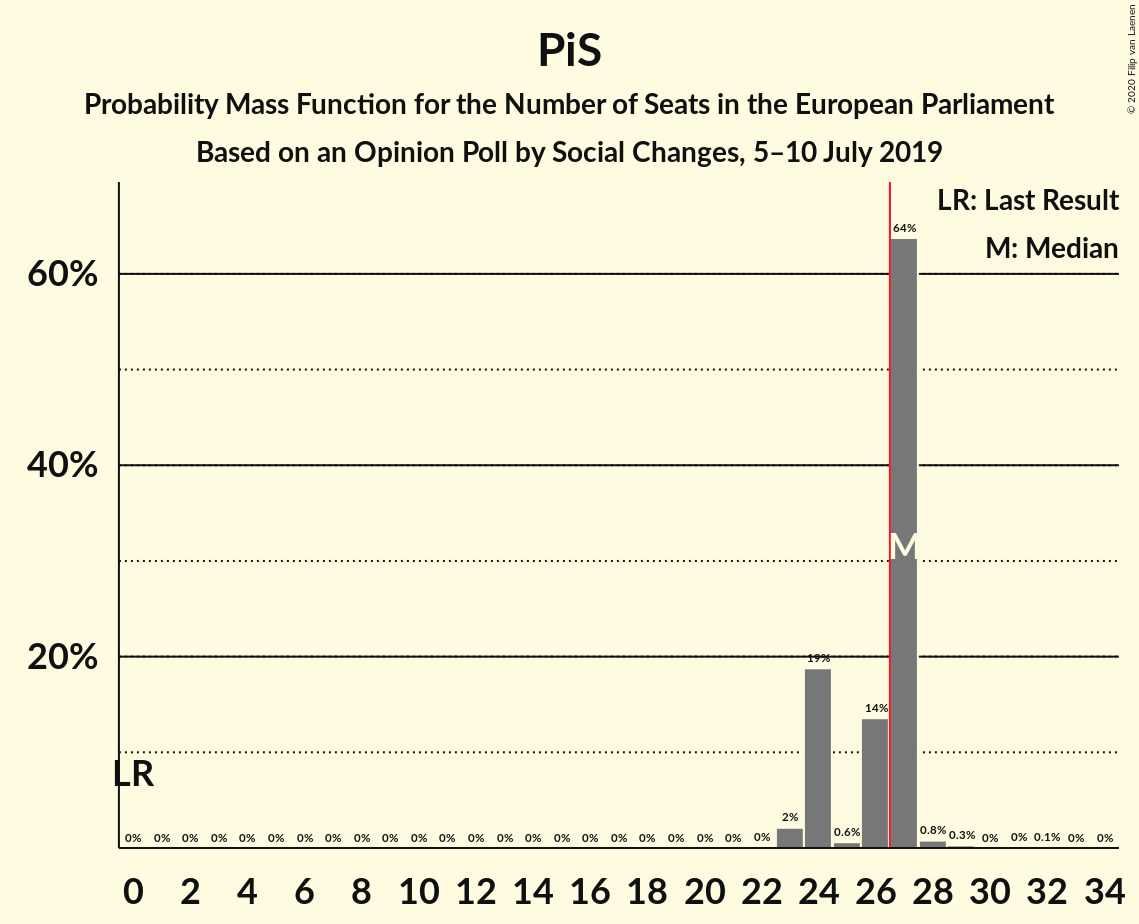 PiS
Probability Mass Function for the Number of Seats in the European Parliament
Based on an Opinion Poll by Social Changes, 5–10 July 2019
© 2020 Filip van Laenen
LR: Last Result
M: Median
64%
60%
40%
M
20%
19%
14%
LR
2%
0% 0% 0% 0% 0% 0% 0% 0% 0% 0% 0% 0% 0% 0% 0% 0% 0% 0% 0% 0% 0% 0% 0% 0.6% 0.8% 0.3% 0% 0% 0.1% 0% 0%
0 2 4 6 8 10 12 14 16 18 20 22 24 26 28 30 32 34